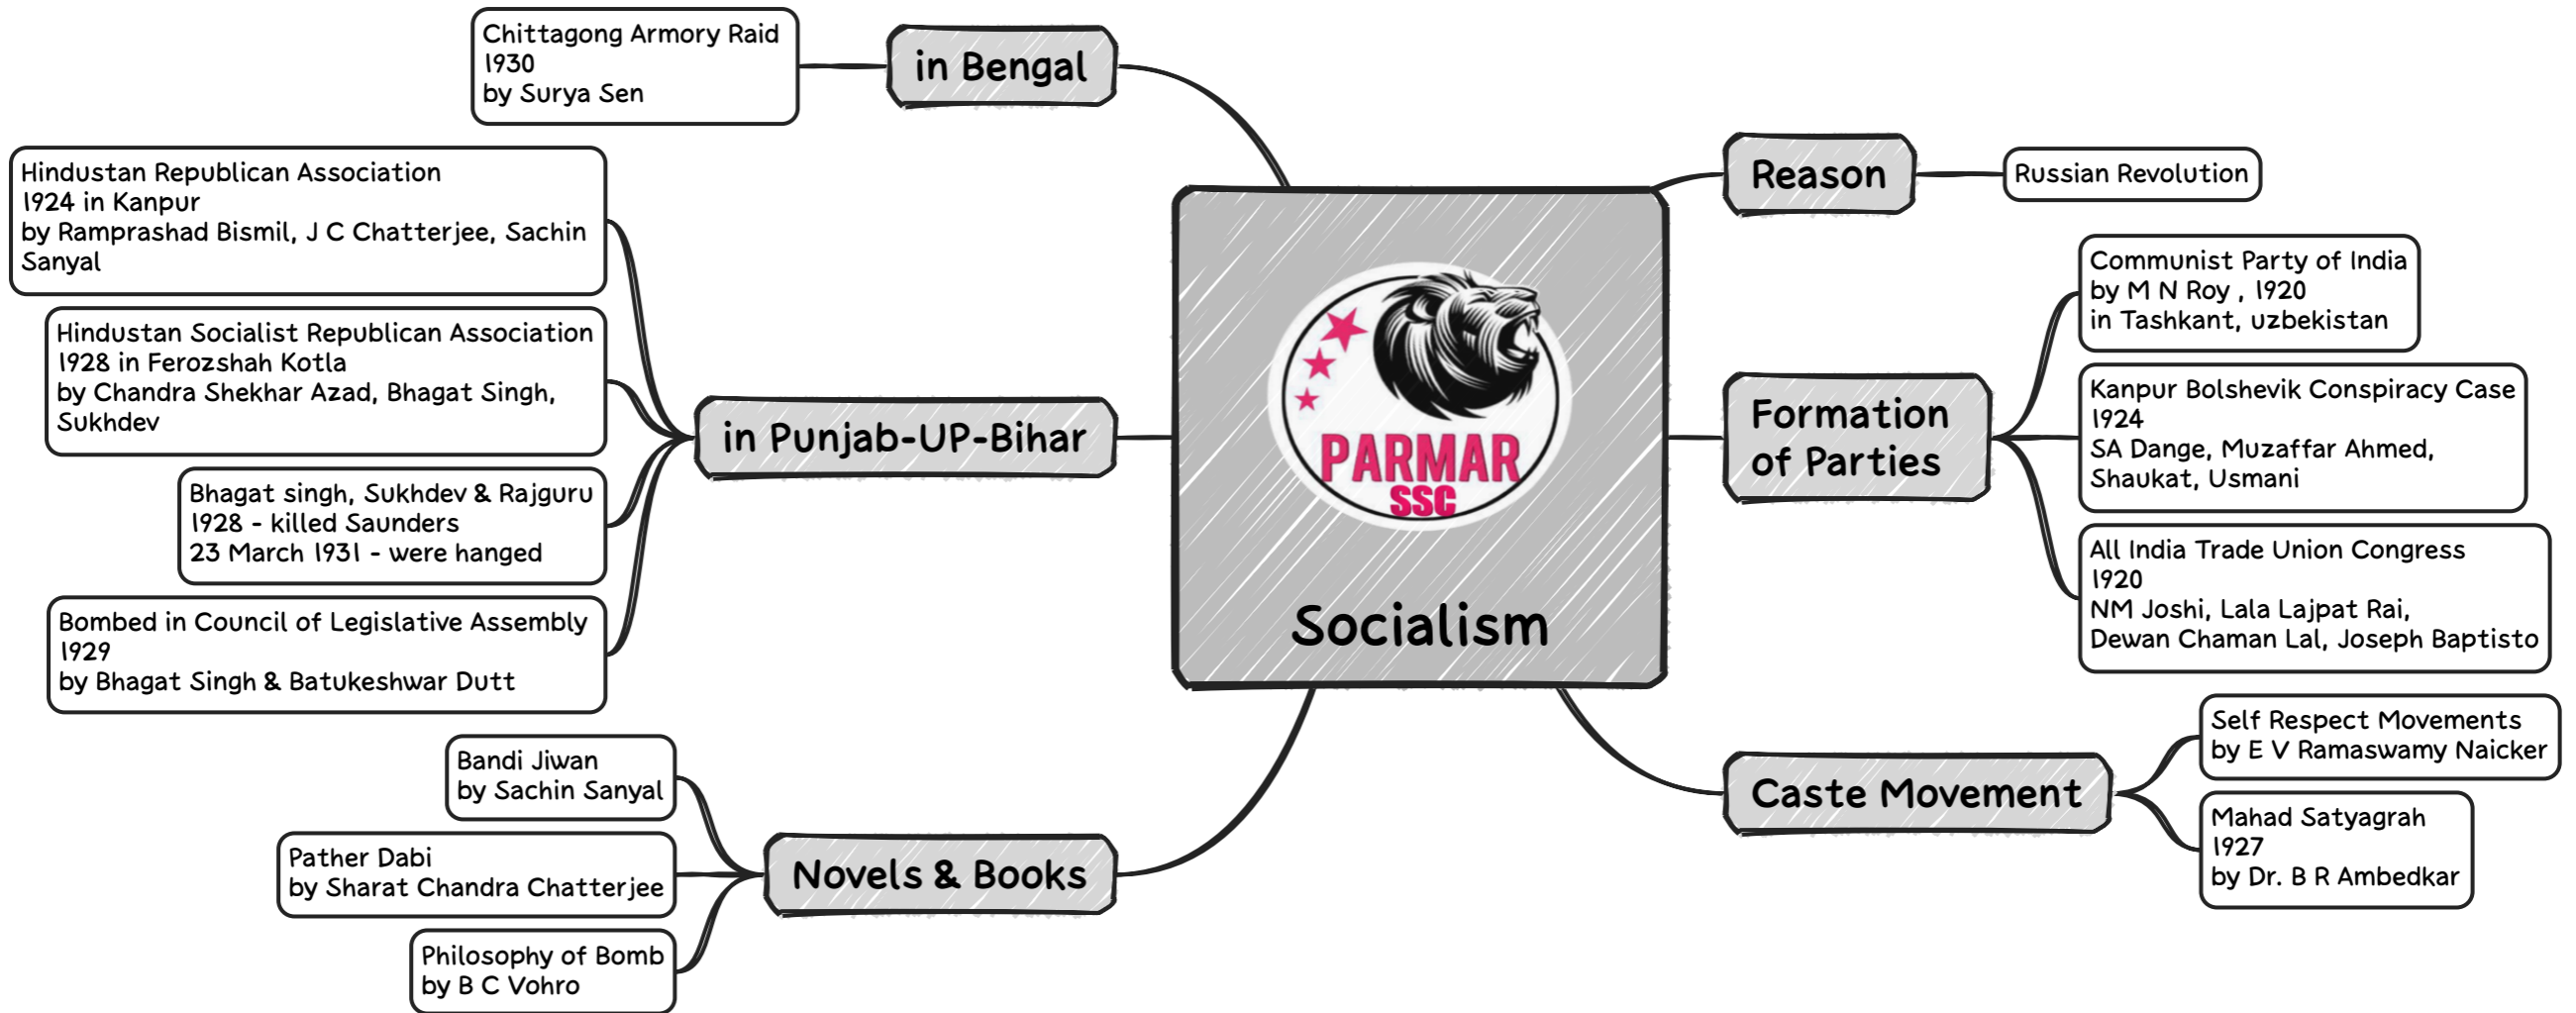 Chittagong Armory Raid
1930
by Surya Sen
in Bengal
Hindustan Republican Association
1924 in Kanpur
by Ramprashad Bismil, J C Chatterjee, Sachin
Sanyal
Hindustan Socialist Republican Association
1928 in Ferozshah Kotla
by Chandra Shekhar Azad, Bhagat Singh,
Sukhdev
Bhagat singh, Sukhdev & Rajguru
1928 - killed Saunders
23 March 1931 - were hanged
Bombed in Council of Legislative Assembly
1929
by Bhagat Singh & Batukeshwar Dutt
in Punjab-UP-Bihar
Bandi Jiwan
by Sachin Sanyal
Pather Dabi
by Sharat Chandra Chatterjee
Philosophy of Bomb
by B C Vohro
Novels & Books
PARMAR
SSC
Socialism
Reason
Russian Revolution
Formation
of Parties
Communist Party of India
by M N Roy , 1920
in Tashkant, uzbekistan
Kanpur Bolshevik Conspiracy Case
1924
SA Dange, Muzaffar Ahmed,
Shaukat, Usmani
All India Trade Union Congress
1920
NM Joshi, Lala Lajpat Rai,
Dewan Chaman Lal, Joseph Baptisto
Caste Movement
Self Respect Movements
by E V Ramaswamy Naicker
Mahad Satyagrah
1927
by Dr. B R Ambedkar